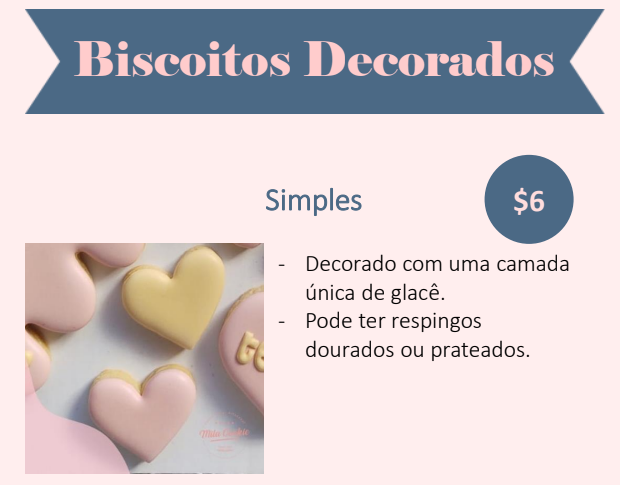 Biscoitos Decorados
Simples
$6
- Decorado com uma camada
única de glacê.
- Pode ter respingos
dourados ou prateados.